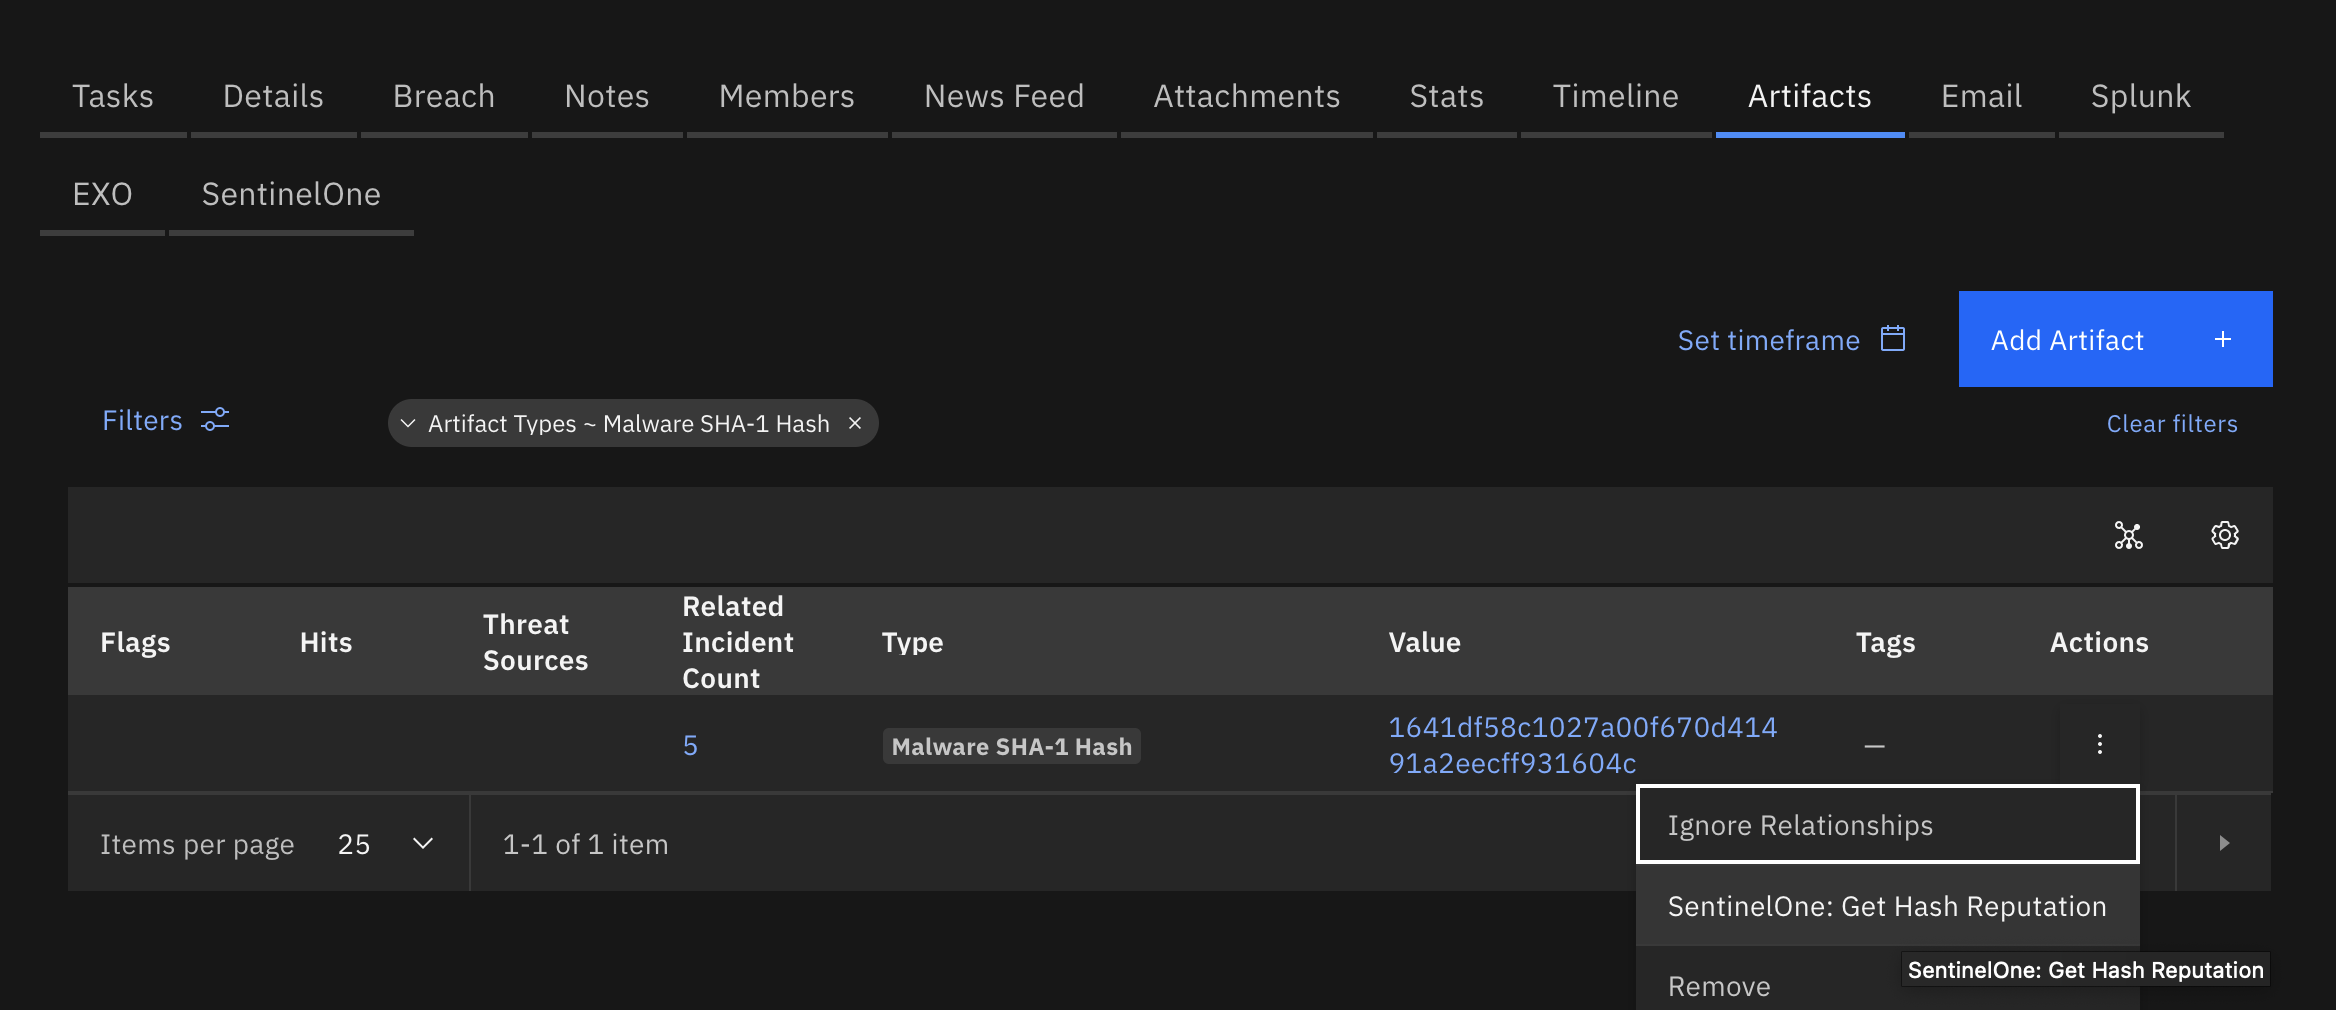 Tasks Details Breach Notes Members News Feed Attachments Stats Timeline Artifacts Email Splunk
EXO SentinelOne
Set timeframe
Add Artifact +
Filters
Artifact Types ~ Malware SHA-1 Hash ×
Clear filters
Flags Hits Threat Sources Related Incident Count Type Value Tags Actions
5 Malware SHA-1 Hash 1641df58c1027a00f670d414
91a2eecff931604c —
Items per page 25 1-1 of 1 item
Ignore Relationships
SentinelOne: Get Hash Reputation
Remove
SentinelOne: Get Hash Reputation